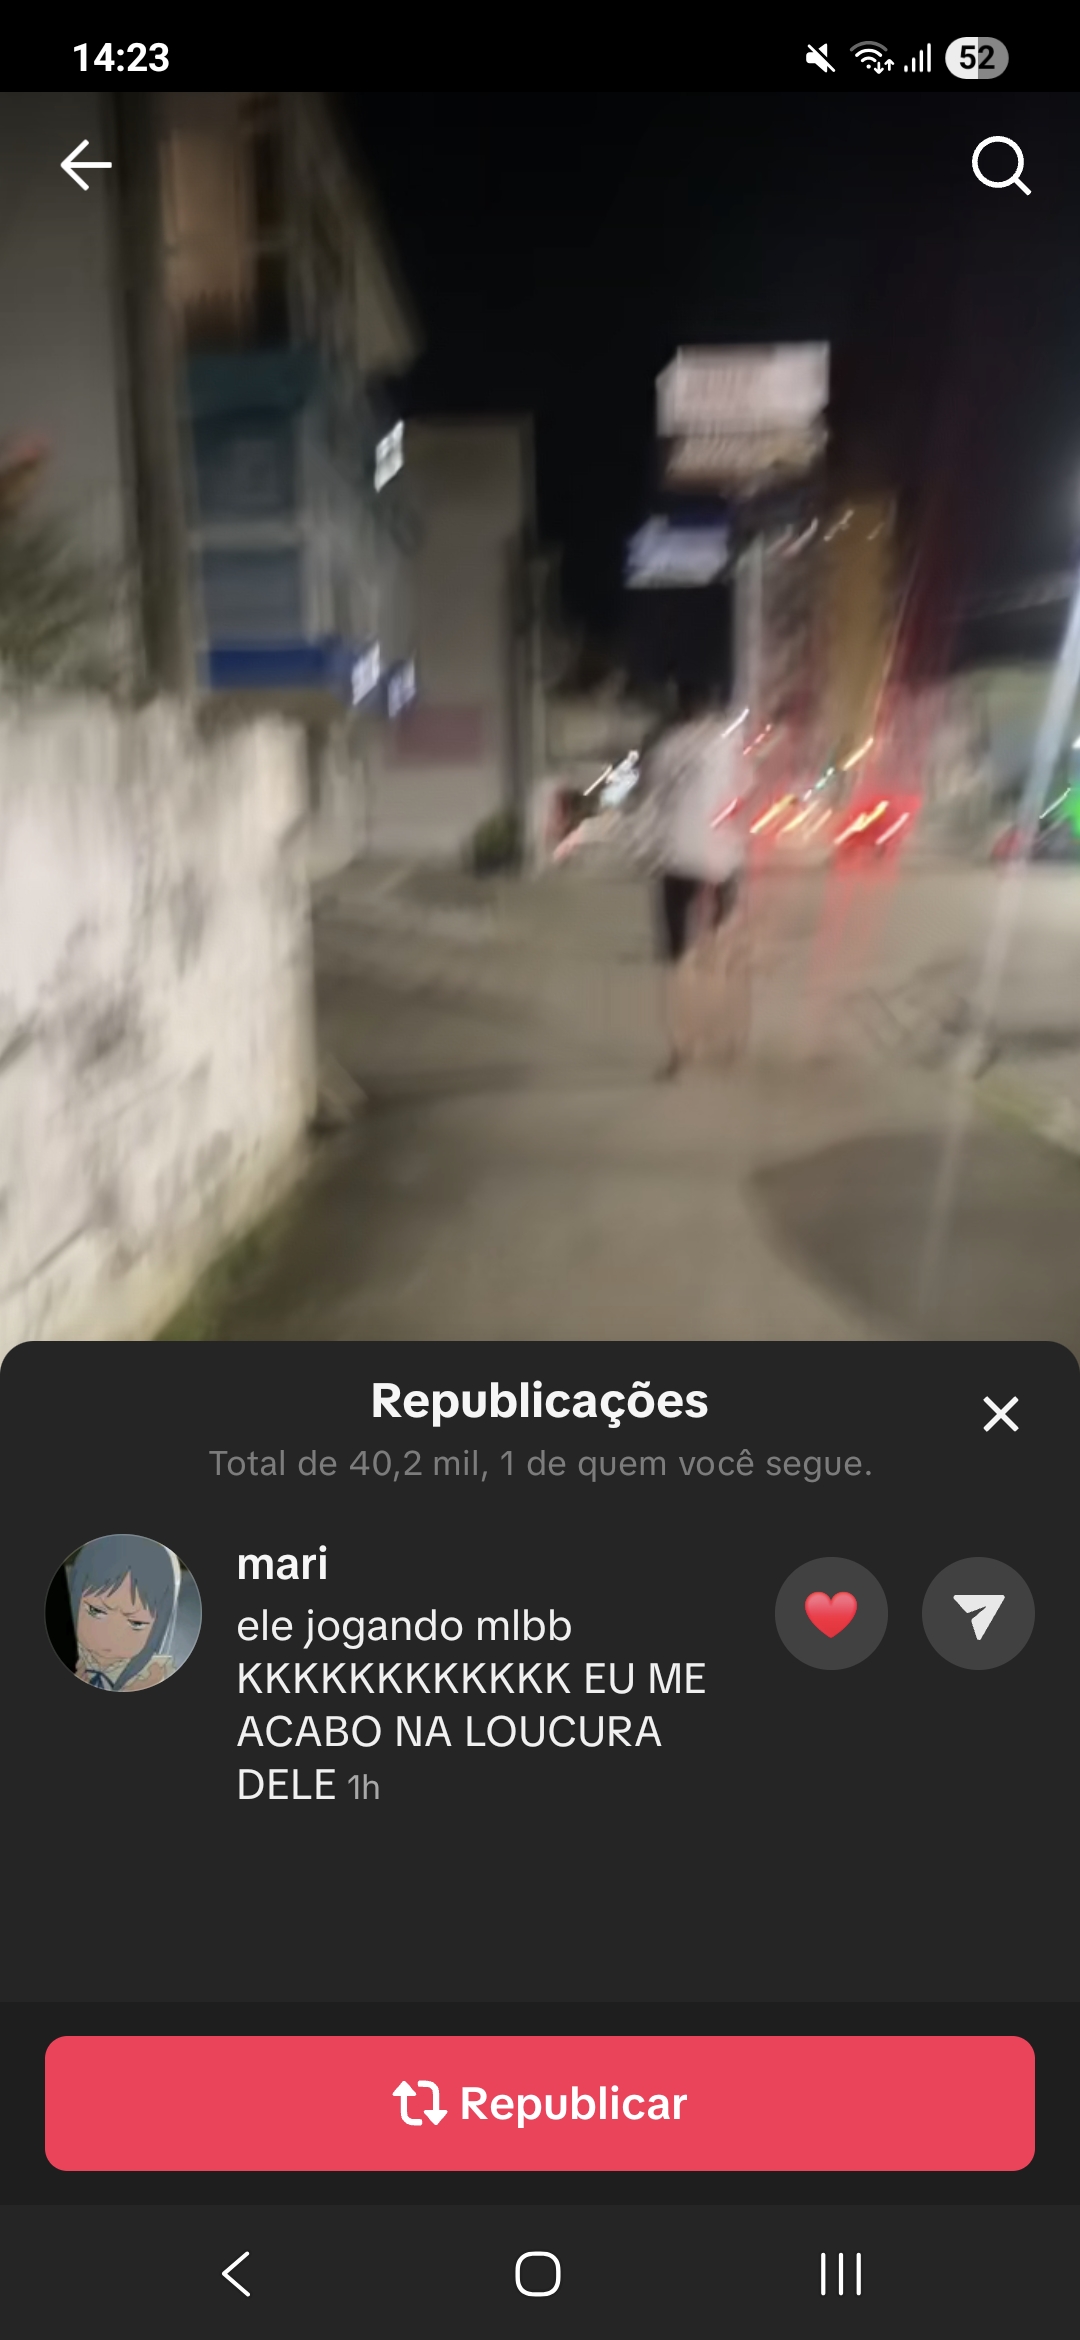 14:23
52
Republicações
Total de 40,2 mil, 1 de quem você segue.
mari
ele jogando mlbb
KKKKKKKKKKKK EU ME
ACABO NA LOUCURA
DELE 1h
Republicar